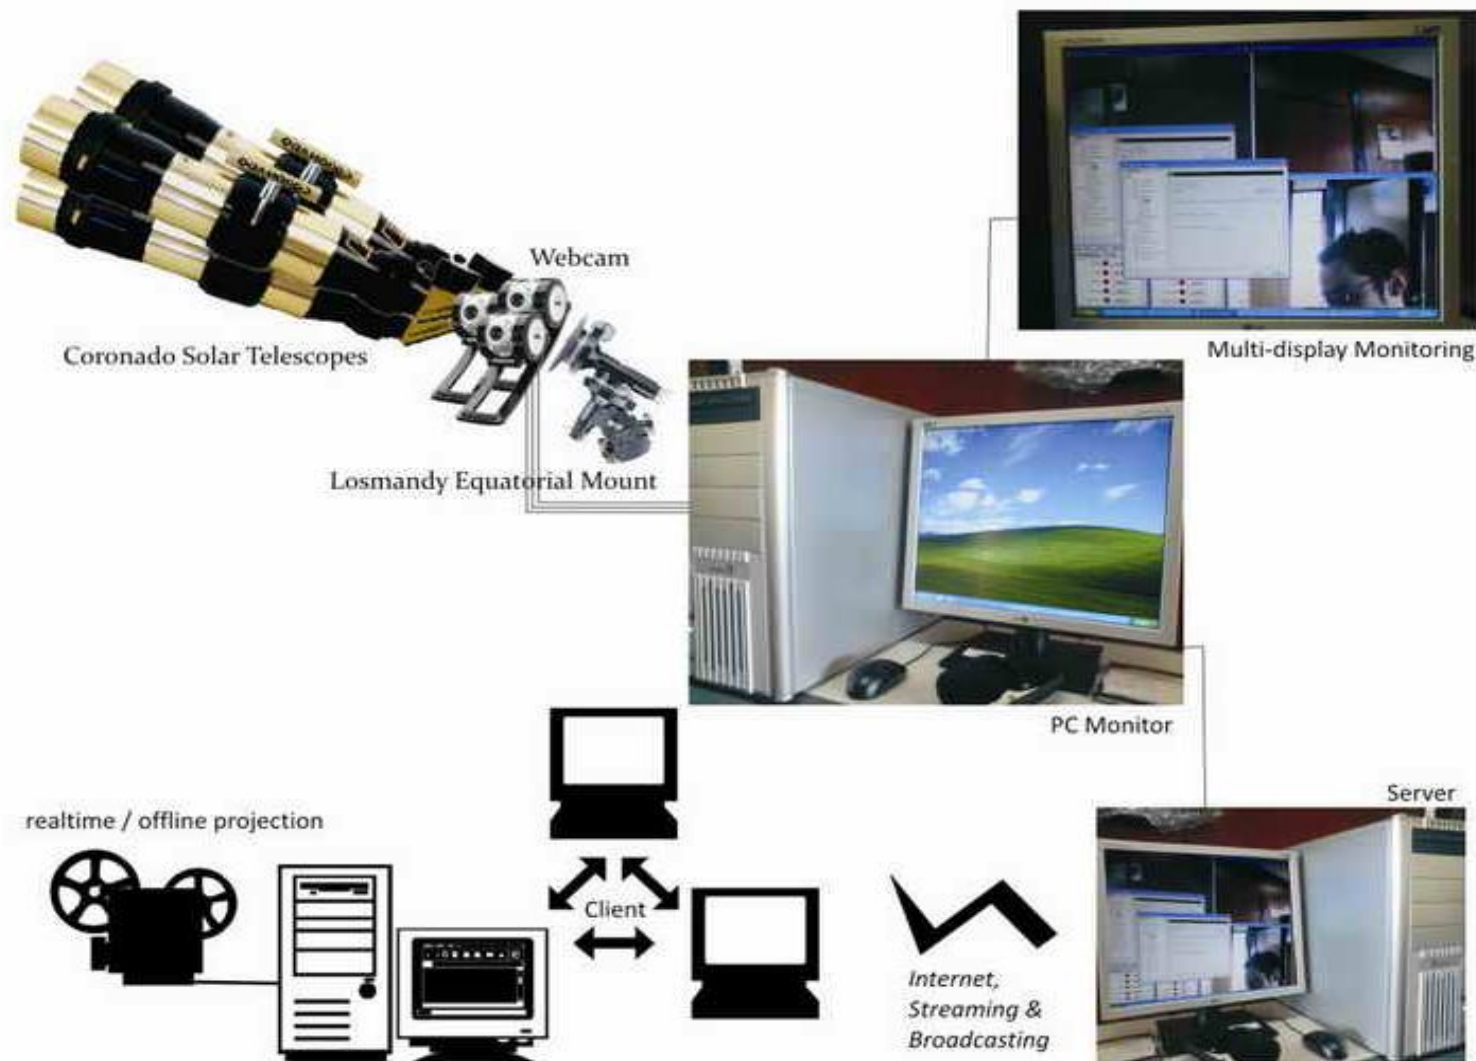 Webcam
Coronado Solar Telescopes
Multi-display Monitoring
Losmandy Equatorial Mount
PC Monitor
Server
realtime / offline projection
Client
Internet,
Streaming &
Broadcasting